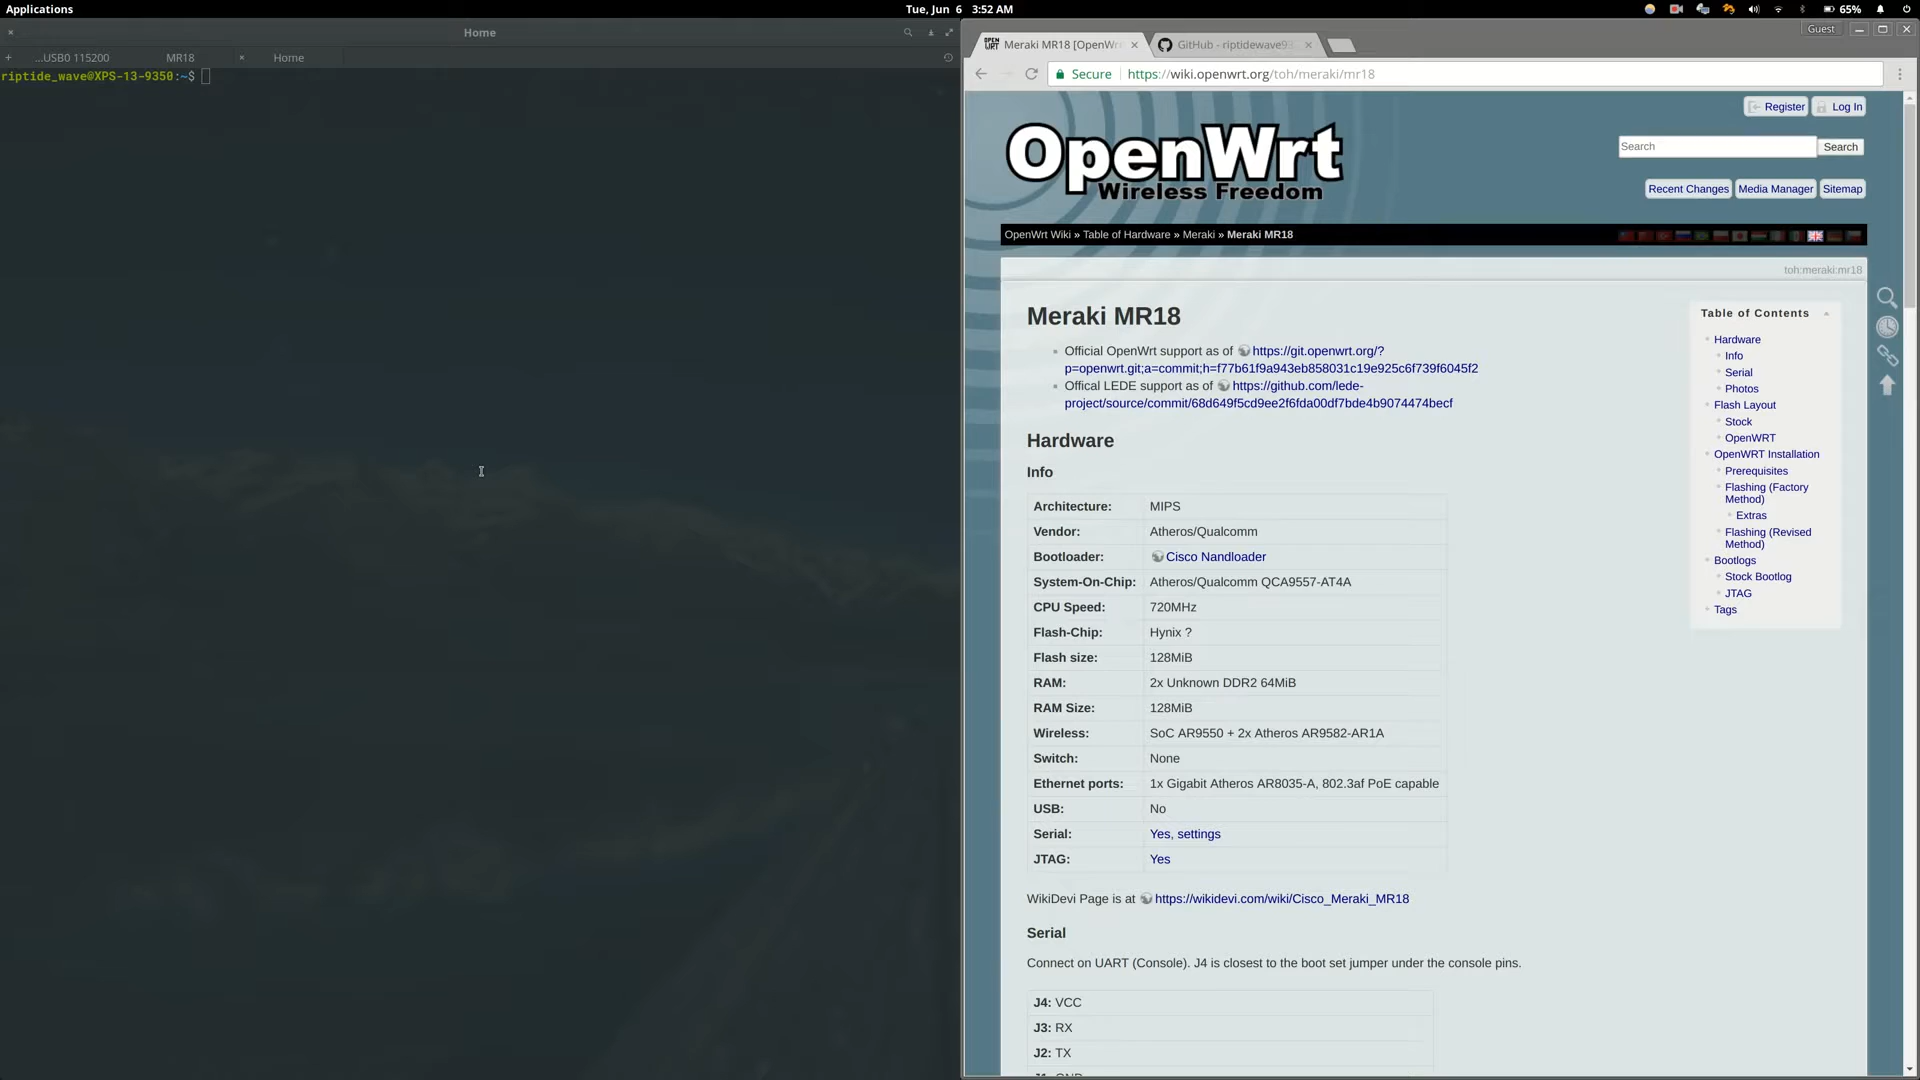 Applications
Tue, Jun 6 3:52 AM
65%
Home
...USB0 115200
MR18
Home
riptide_wave@XPS-13-9350:~$
Guest
Meraki MR18 [OpenWr
GitHub - riptidewave9
Secure
https://wiki.openwrt.org/toh/meraki/mr18
Register
Log In
OpenWrt
Wireless Freedom
Search
Search
Recent Changes
Media Manager
Sitemap
OpenWrt Wiki » Table of Hardware » Meraki » Meraki MR18
toh:meraki:mr18
Meraki MR18
Official OpenWrt support as of https://git.openwrt.org/?
p=openwrt.git;a=commit;h=f77b61f9a943eb858031c19e925c6f739f6045f2
Offical LEDE support as of https://github.com/lede-
project/source/commit/68d649f5cd9ee2f6fda00df7bde4b9074474becf
Table of Contents
Hardware
Info
Serial
Photos
Flash Layout
Stock
OpenWRT
OpenWRT Installation
Prerequisites
Flashing (Factory
Method)
Extras
Flashing (Revised
Method)
Bootlogs
Stock Bootlog
JTAG
Tags
Hardware
Info
Architecture: MIPS
Vendor: Atheros/Qualcomm
Bootloader: Cisco Nandloader
System-On-Chip: Atheros/Qualcomm QCA9557-AT4A
CPU Speed: 720MHz
Flash-Chip: Hynix ?
Flash size: 128MiB
RAM: 2x Unknown DDR2 64MiB
RAM Size: 128MiB
Wireless: SoC AR9550 + 2x Atheros AR9582-AR1A
Switch: None
Ethernet ports: 1x Gigabit Atheros AR8035-A, 802.3af PoE capable
USB: No
Serial: Yes, settings
JTAG: Yes
WikiDevi Page is at https://wikidevi.com/wiki/Cisco_Meraki_MR18
Serial
Connect on UART (Console). J4 is closest to the boot set jumper under the console pins.
J4: VCC
J3: RX
J2: TX